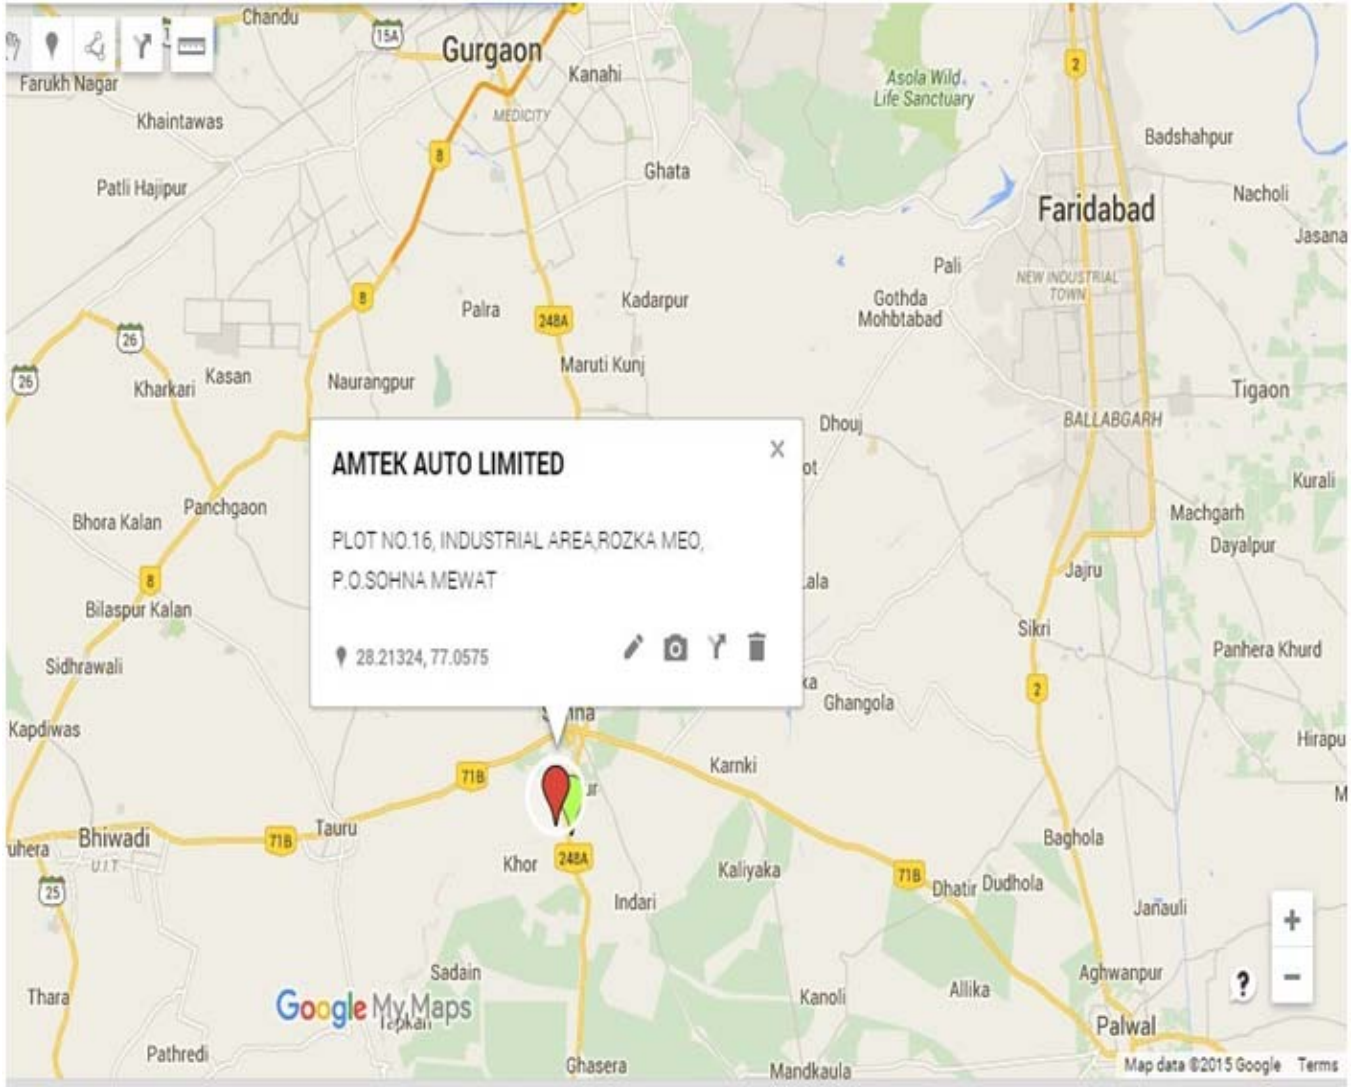 Chandu
15A
Gurgaon
Kanahi
2
Farukh Nagar
Asola Wild
Life Sanctuary
MEDICITY
Khaintawas
8
Badshahpur
Ghata
Patli Hajipur
Nacholi
Faridabad
Jasana
Pali
NEW INDUSTRIAL
TOWN
8
Palra
248A
Kadarpur
Gothda
Mohbtabad
26
Maruti Kunj
26
Kharkari
Kasan
Naurangpur
Tigaon
Dhouj
BALLABGARH
AMTEK AUTO LIMITED
×
ot
Kurali
PLOT NO.16, INDUSTRIAL AREA,ROZKA MEO,
P.O.SOHNA MEWAT
Bhora Kalan
Panchgaon
Machgarh
Dayalpur
8
Jajru
Bilaspur Kalan
Sikri
Panhera Khurd
28.21324, 77.0575
Sidhrawali
2
ka
Ghangola
Kapdiwas
Hirapu
71B
Karnki
ur
M
Bhiwadi
71B
Tauru
uhera
U.I.T
Baghola
Khor
248A
Kaliyaka
71B
Dhatir
Dudhola
25
Indari
Janauli
+
Sadain
Aghwanpur
?
−
Thara
Google My Maps
Tapkan
Kanoli
Allika
Palwal
Pathredi
Ghasera
Mandkaula
Map data ©2015 Google
Terms